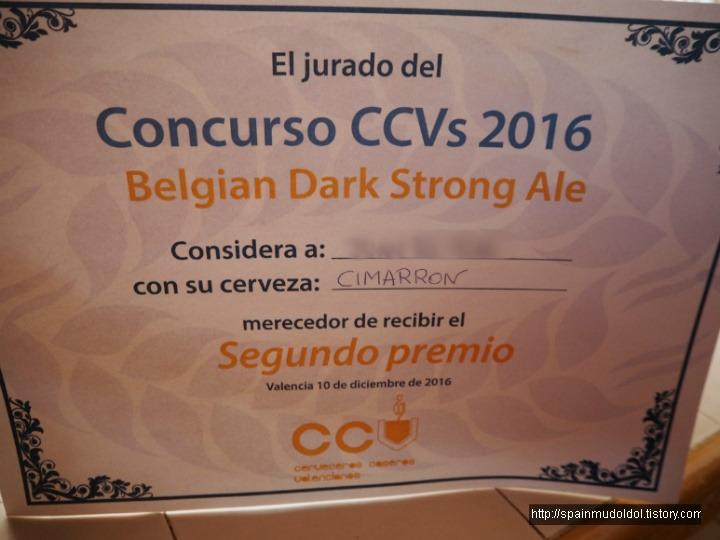 El jurado del
Concurso CCVs 2016
Belgian Dark Strong Ale
Considera a:
con su cerveza: CIMARRON
merecedor de recibir el
Segundo premio
Valencia 10 de diciembre de 2016
CCV
cerveceros caseros
valencianos
http://spainmudoldol.tistory.com